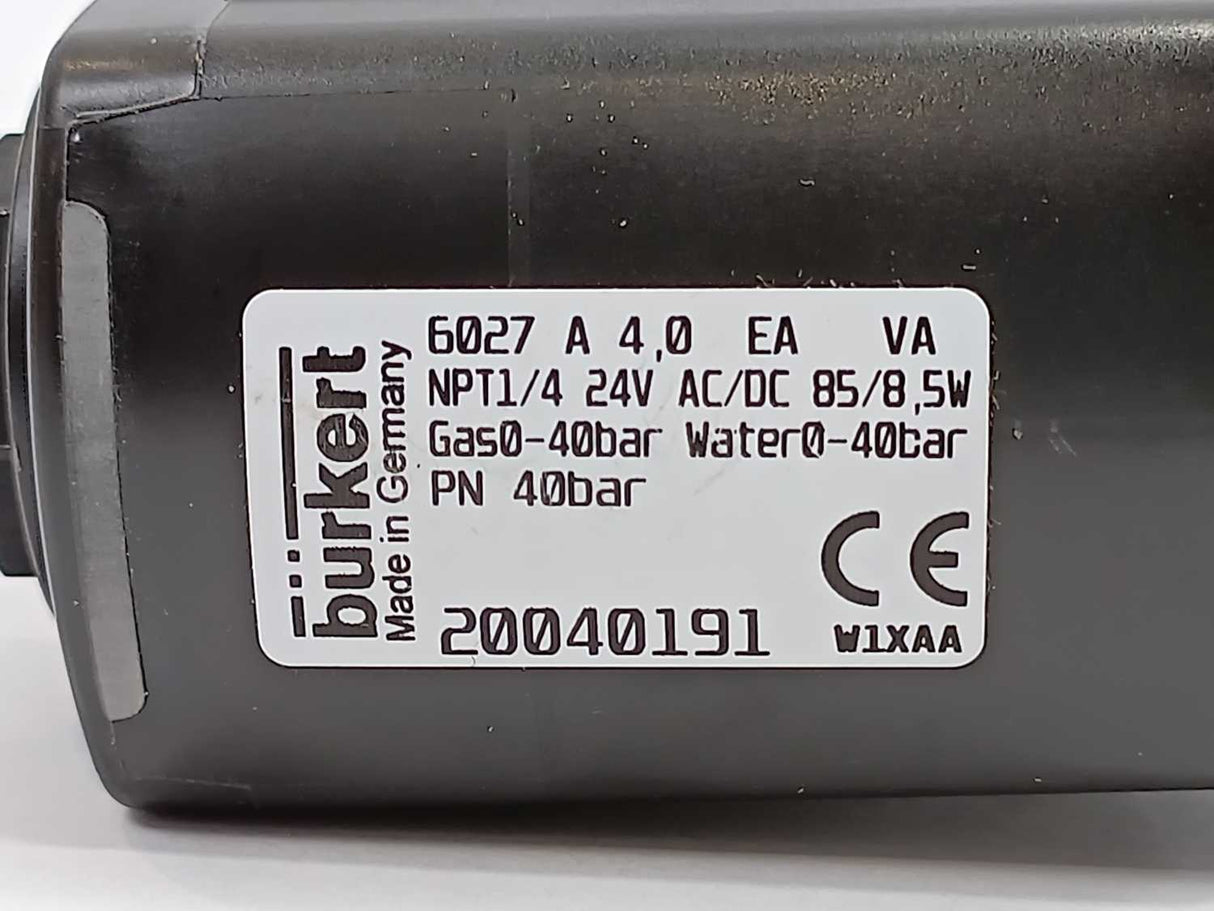 bürkert
Made in Germany
6027 A 4,0 EA VA
NPT1/4 24V AC/DC 85/8,5W
Gas0-40bar Water0-40bar
PN 40bar
CE
20040191
W1XAA